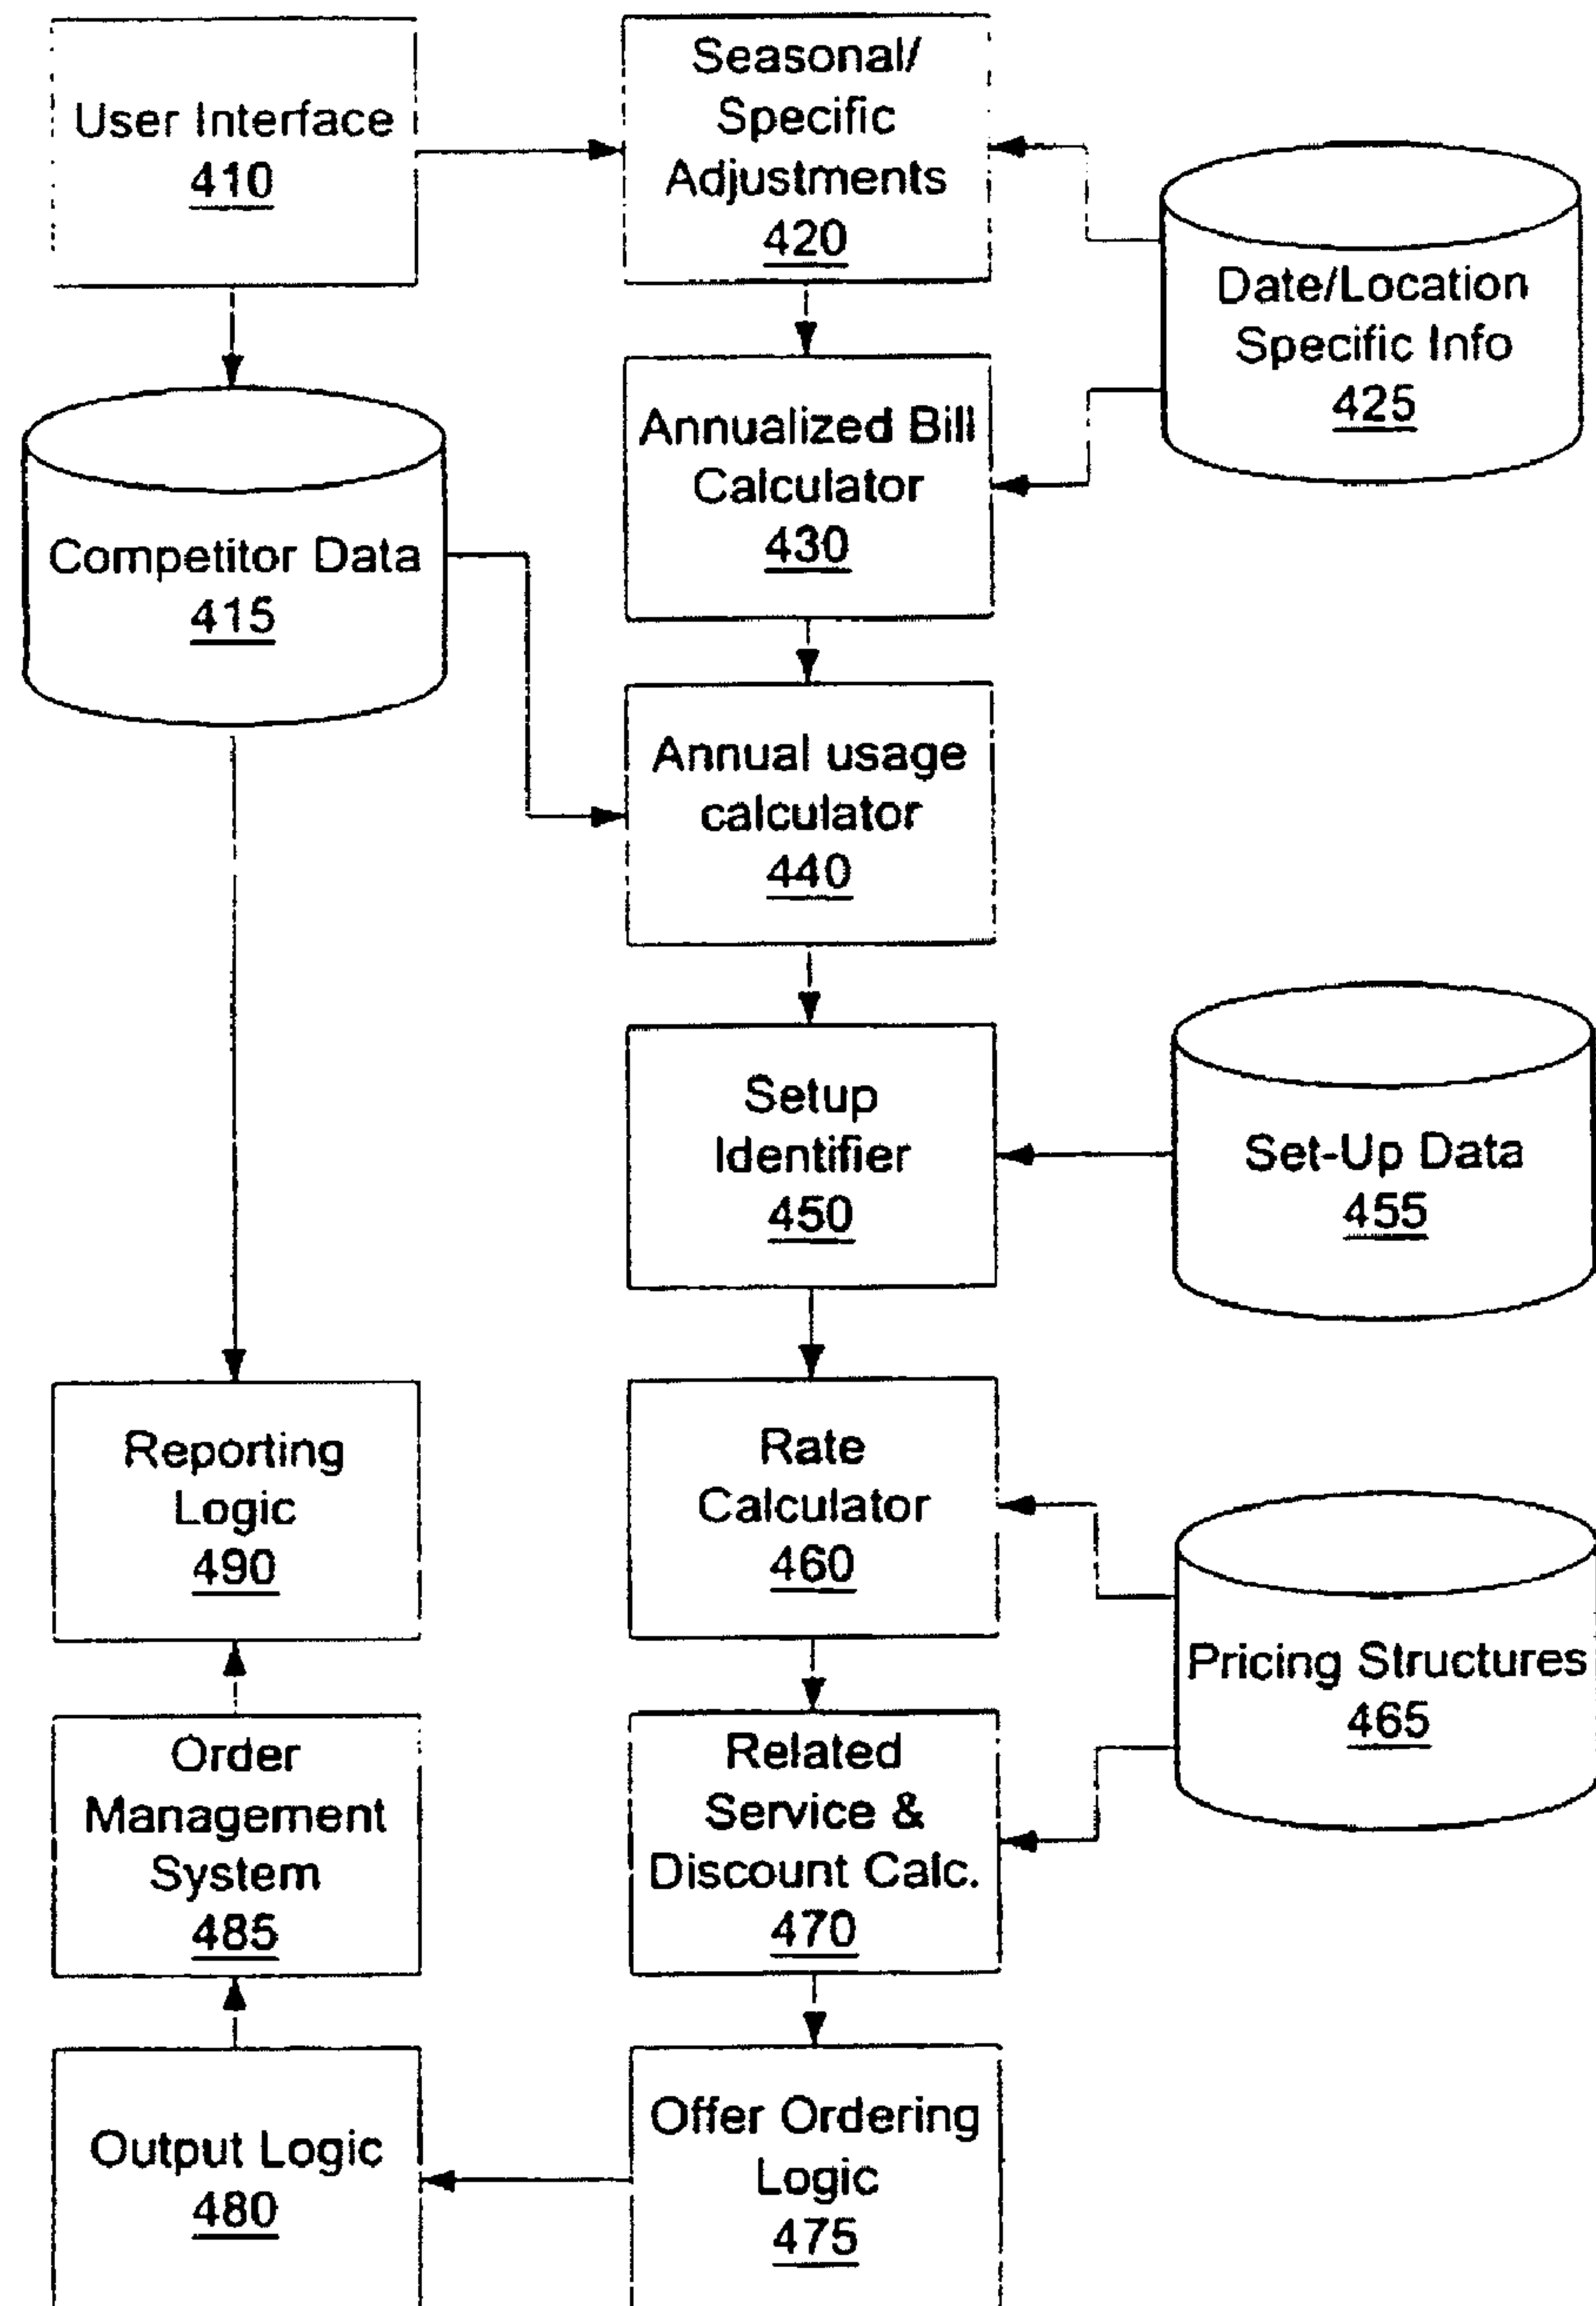 User Interface
410
Seasonal/
Specific
Adjustments
420
Date/Location
Specific Info
425
Annualized Bill
Calculator
430
Competitor Data
415
Annual usage
calculator
440
Setup
Identifier
450
Set-Up Data
455
Reporting
Logic
490
Rate
Calculator
460
Pricing Structures
465
Order
Management
System
485
Related
Service &
Discount Calc.
470
Output Logic
480
Offer Ordering
Logic
475